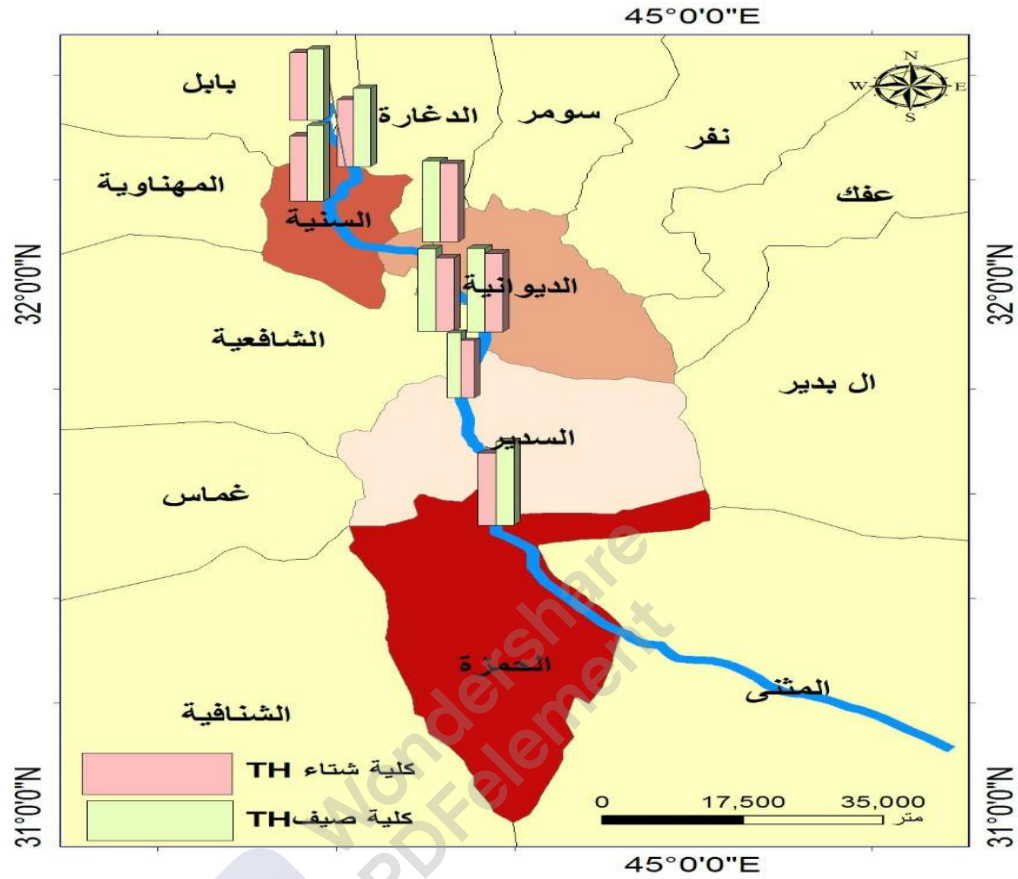 45°0'0"E
N
W E
S
بابل
الدغارة
سومر
نفر
عفك
المهناوية
السنية
32°0'0"N
32°0'0"N
الديوانية
الشافعية
ال بدير
السدير
غماس
الحمزة
المثنى
الشنافية
كلية شتاء TH
كلية صيف TH
0 17,500 35,000
متر
31°0'0"N
31°0'0"N
45°0'0"E
Wondershare
PDFelement